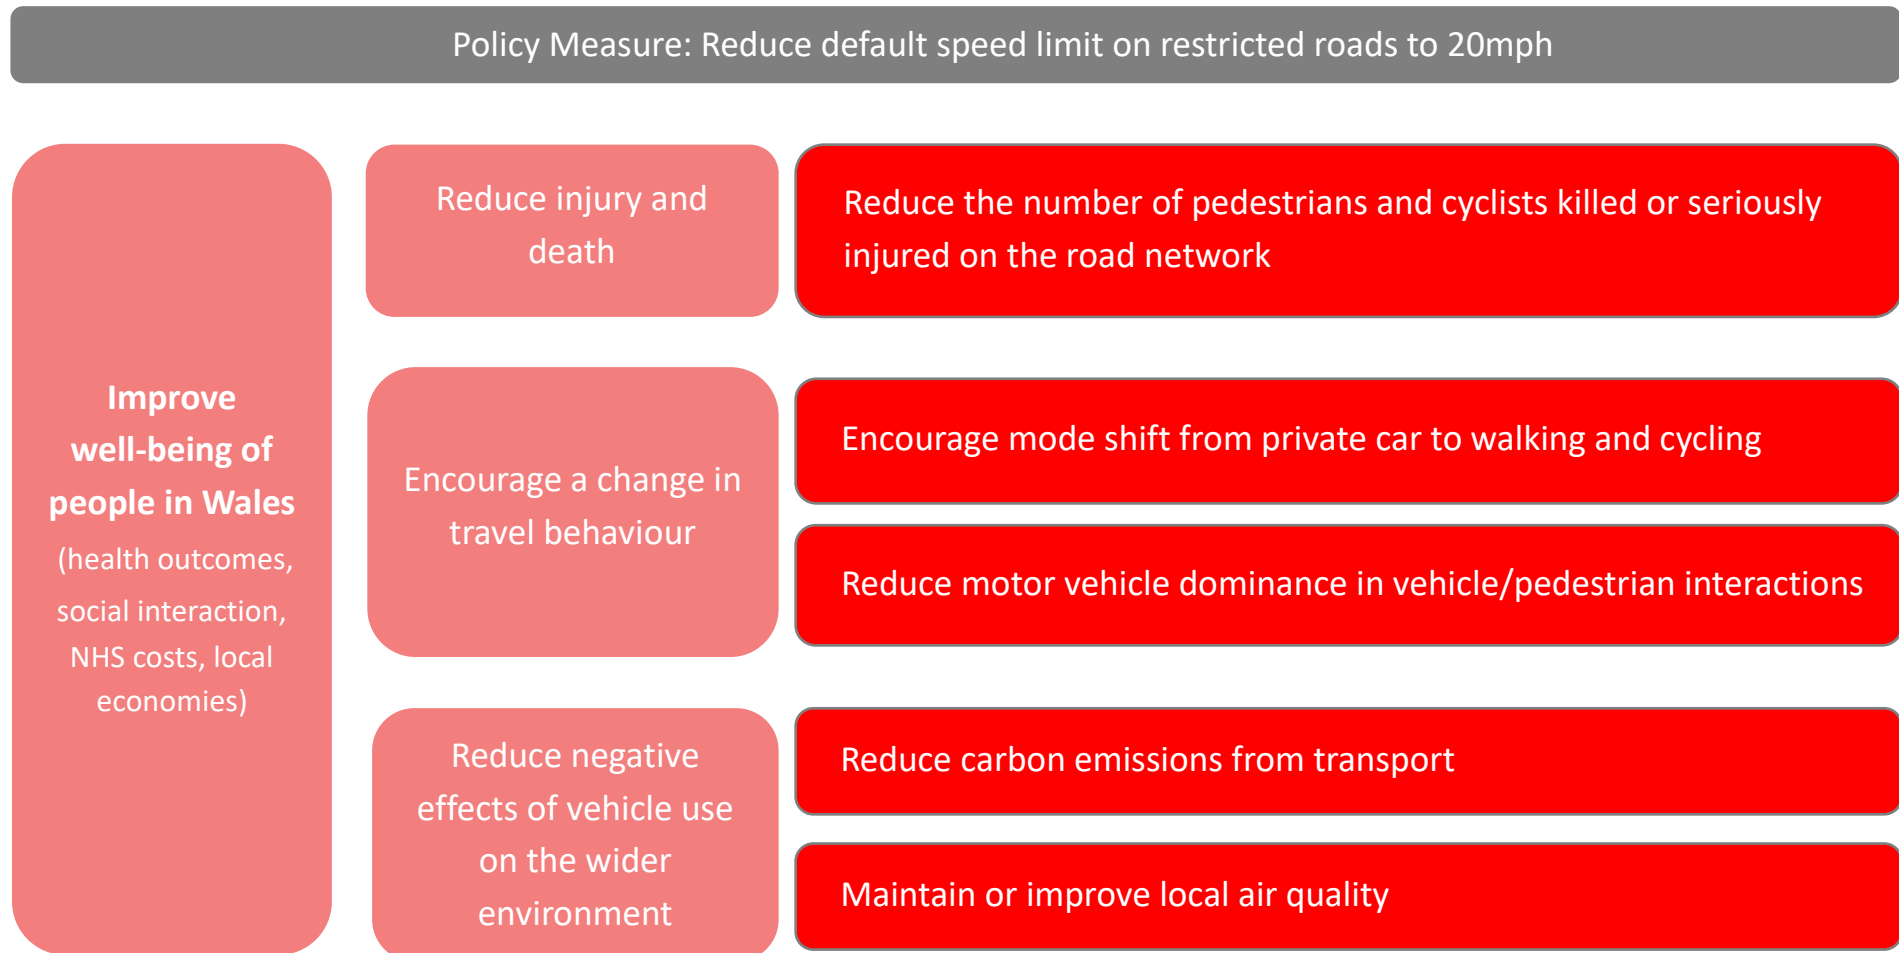 Policy Measure: Reduce default speed limit on restricted roads to 20mph
Improve
well-being of
people in Wales
(health outcomes,
social interaction,
NHS costs, local
economies)
Reduce injury and
death
Reduce the number of pedestrians and cyclists killed or seriously
injured on the road network
Encourage a change in
travel behaviour
Encourage mode shift from private car to walking and cycling
Reduce motor vehicle dominance in vehicle/pedestrian interactions
Reduce negative
effects of vehicle use
on the wider
environment
Reduce carbon emissions from transport
Maintain or improve local air quality